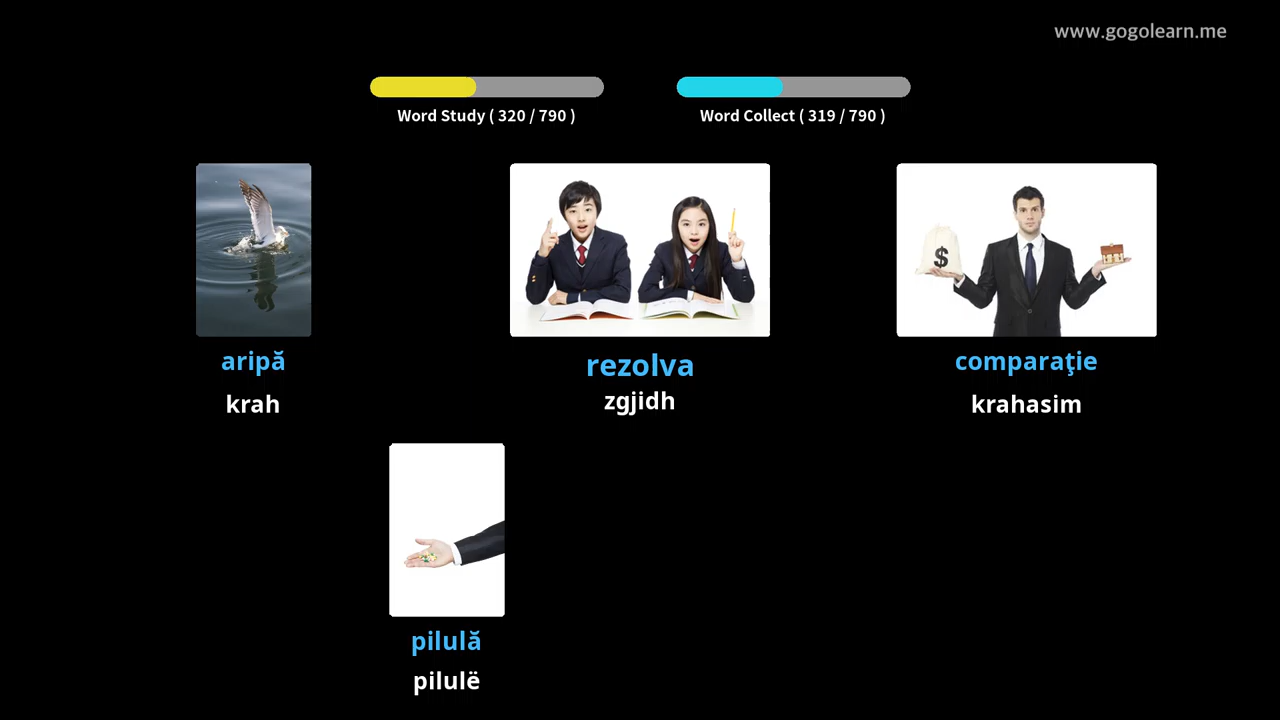 www.gogolearn.me
Word Study ( 320 / 790 )
Word Collect ( 319 / 790 )
$
aripă
krah
rezolva
zgjidh
comparaţie
krahasim
pilulă
pilulë